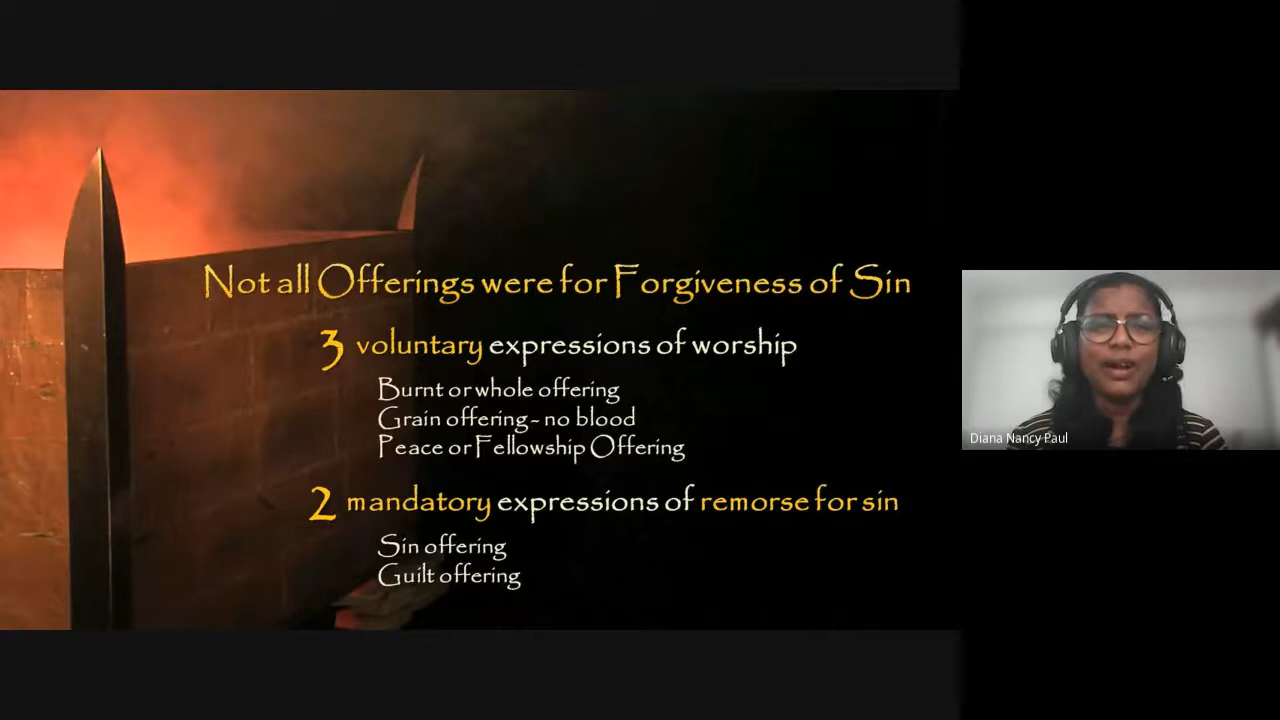 Not all Offerings were for Forgiveness of Sin
3 voluntary expressions of worship
Burnt or whole offering
Grain offering - no blood
Peace or Fellowship Offering
2 mandatory expressions of remorse for sin
Sin offering
Guilt offering
Diana Nancy Paul